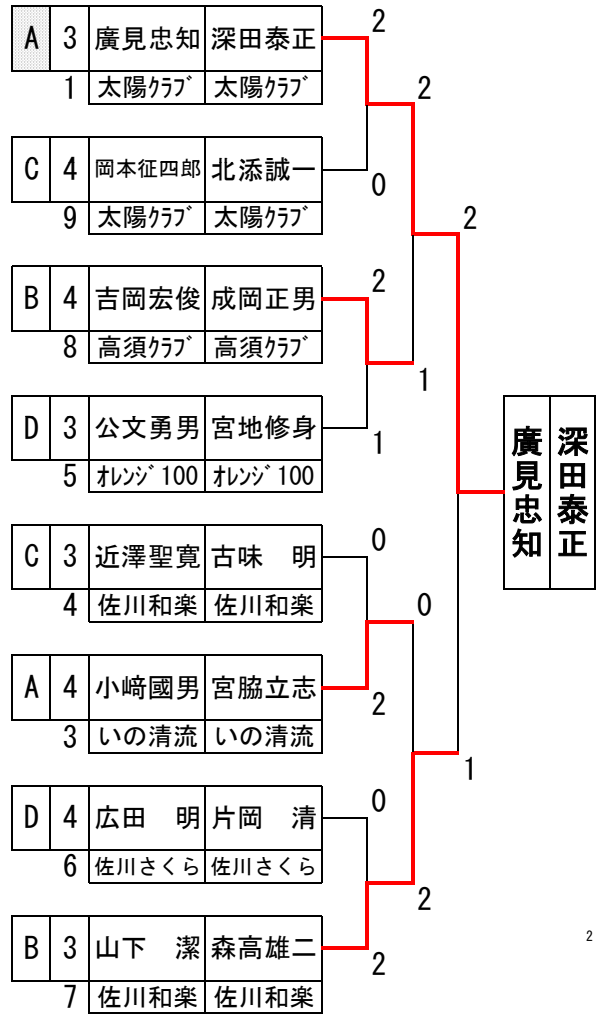 A 3 廣見忠知 深田泰正 2
1 太陽ｸﾗﾌﾞ 太陽ｸﾗﾌﾞ 2
C 4 岡本征四郎 北添誠一 0
9 太陽クラブ 太陽ｸﾗﾌﾞ 2
B 4 吉岡宏俊 成岡正男 2
8 高須ｸﾗﾌﾞ 高須ｸﾗﾌﾞ 1
D 3 公文勇男 宮地修身 1
5 ｵﾚﾝｼﾞ100 ｵﾚﾝｼﾞ100
廣見忠知 深田泰正
C 3 近澤聖寛 古味　明 0
4 佐川和楽 佐川和楽 0
A 4 小﨑國男 宮脇立志 2
3 いの清流 いの清流 1
D 4 広田　明 片岡　清 0
6 佐川さくら 佐川さくら 2
B 3 山下　潔 森高雄二 2
7 佐川和楽 佐川和楽
2